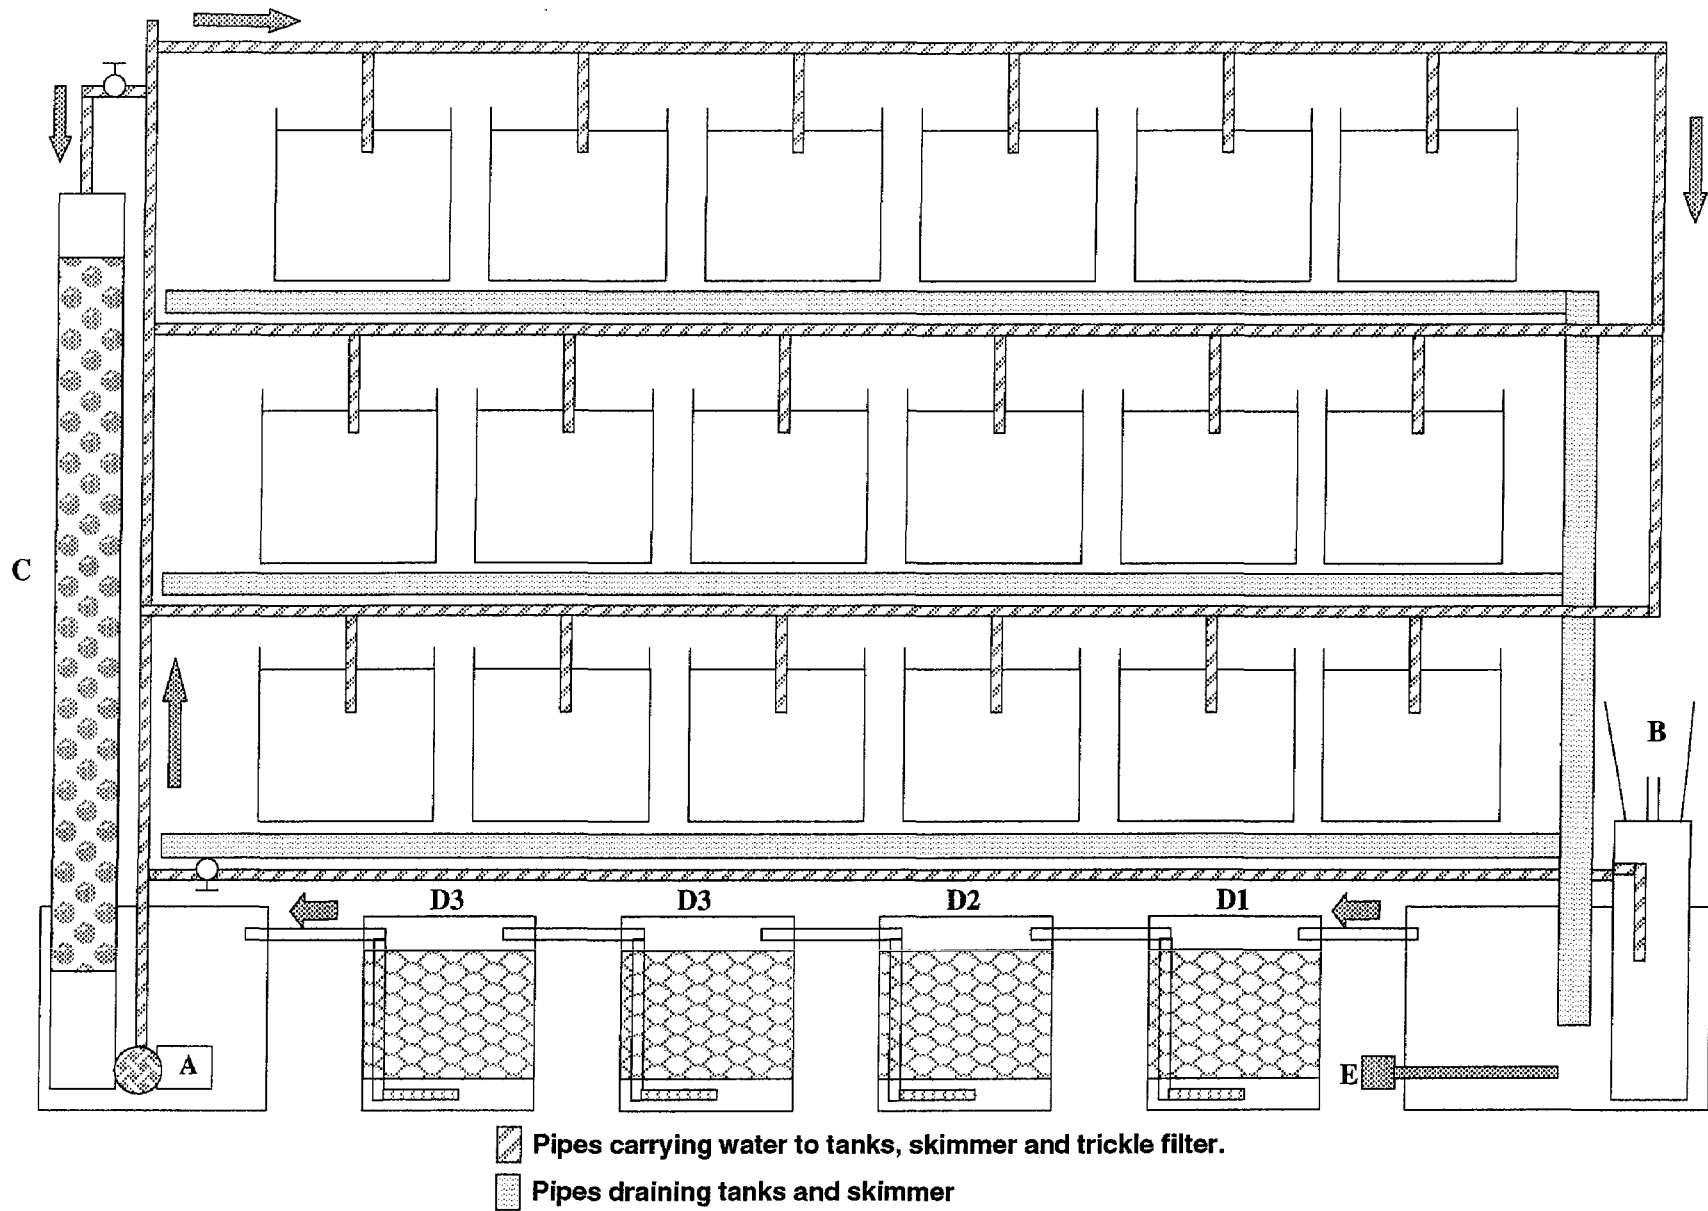 C
B
D3 D3 D2 D1
A
E
Pipes carrying water to tanks, skimmer and trickle filter.
Pipes draining tanks and skimmer